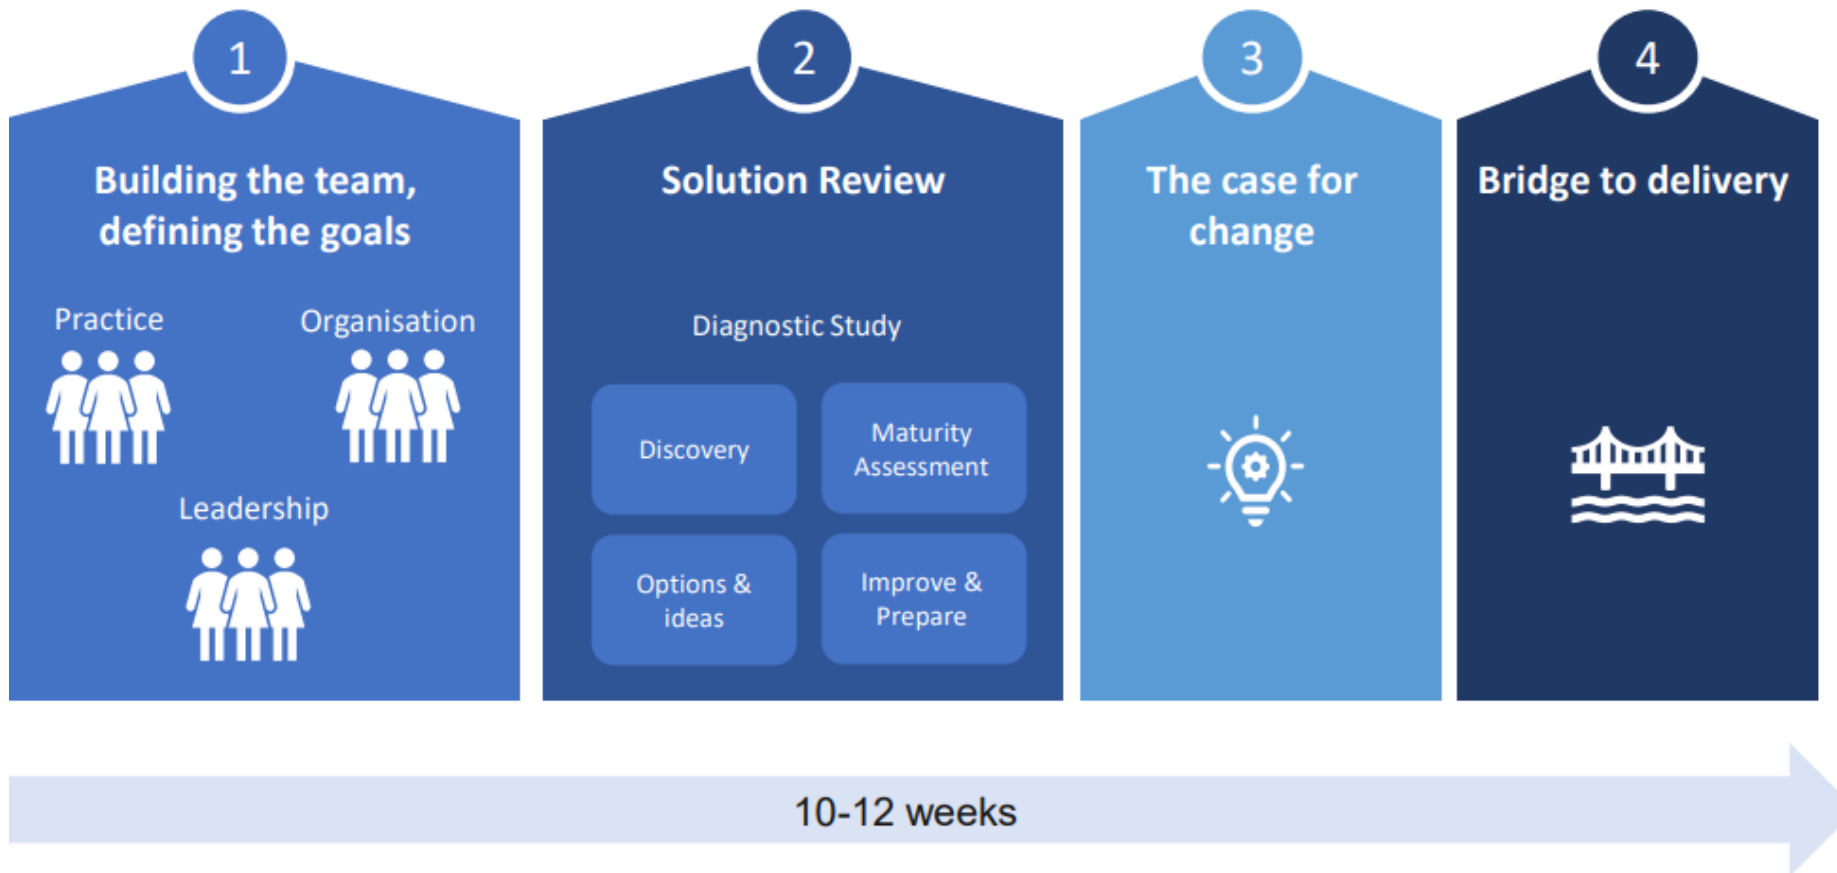 1
Building the team,
defining the goals
Practice
Organisation
Leadership
2
Solution Review
Diagnostic Study
Discovery
Maturity
Assessment
Options &
ideas
Improve &
Prepare
3
The case for
change
4
Bridge to delivery
10-12 weeks